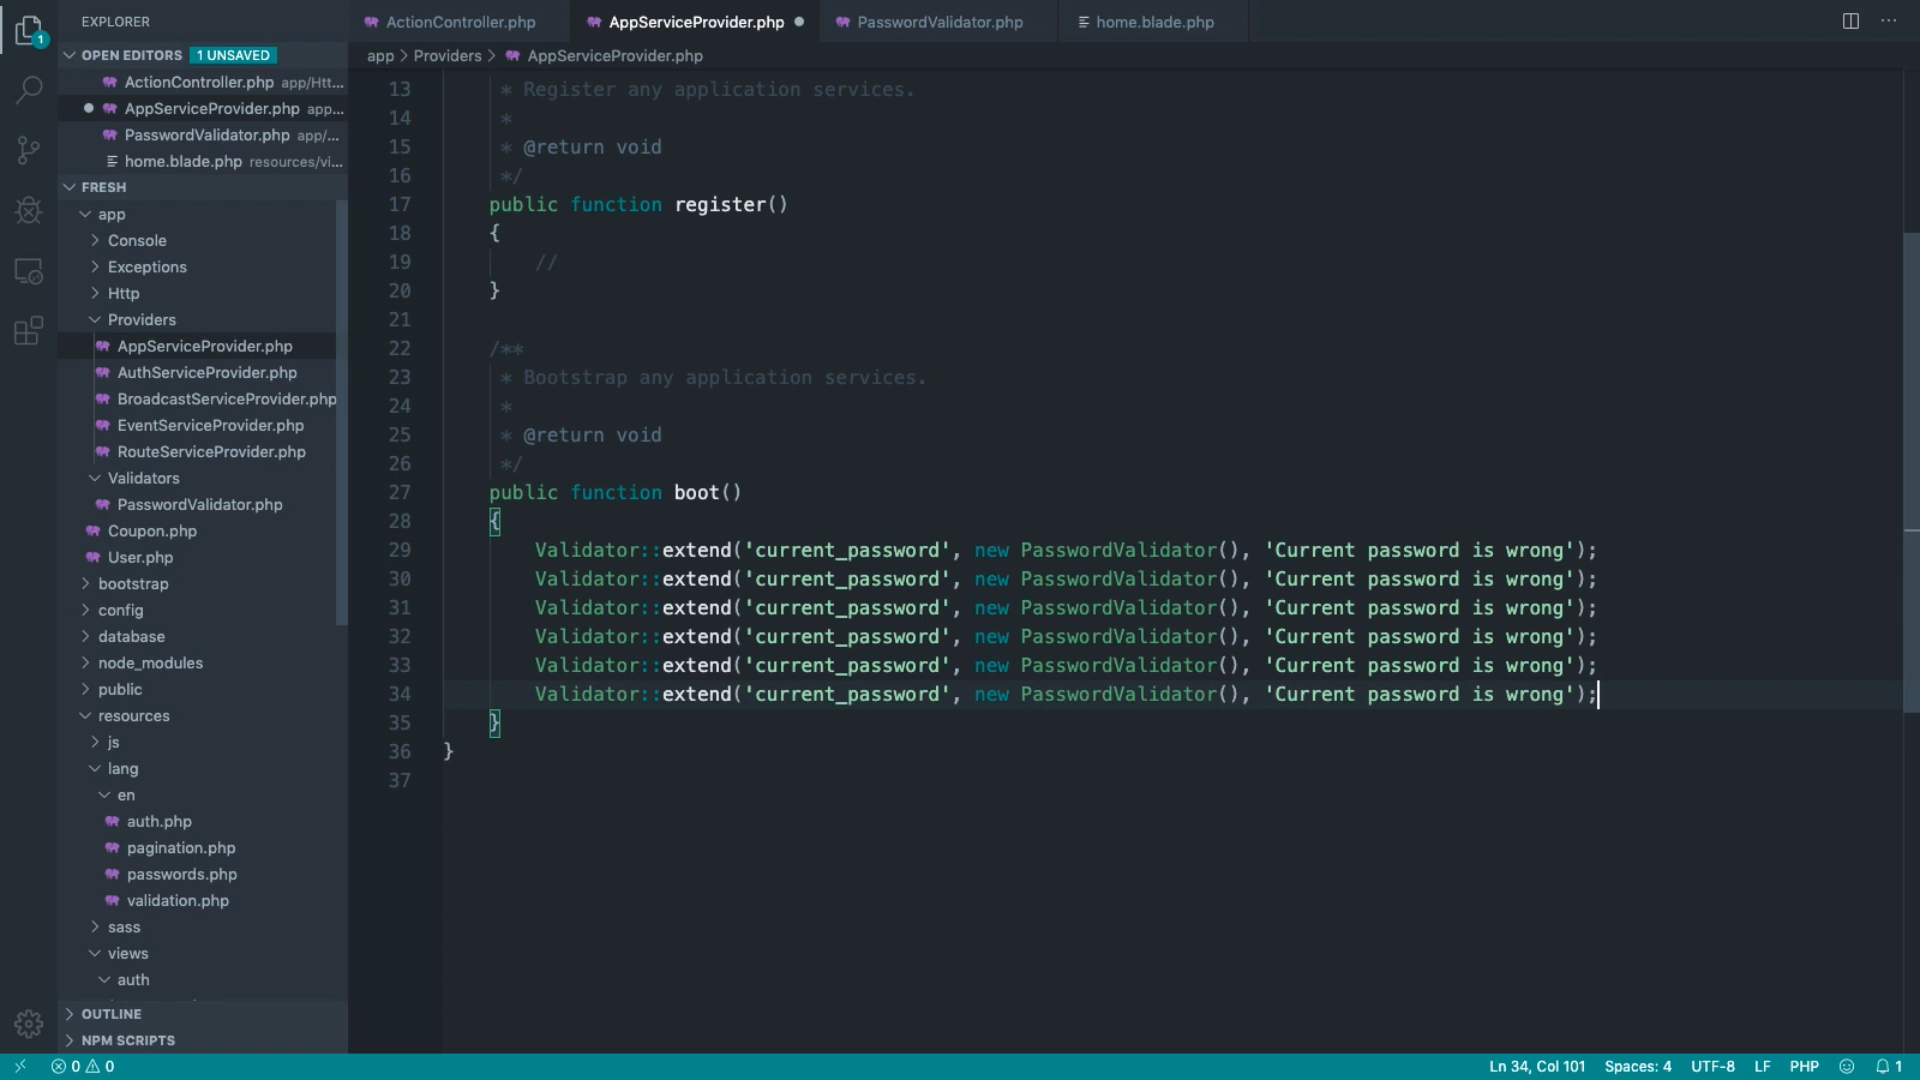 EXPLORER
OPEN EDITORS 1 UNSAVED
ActionController.php app/Htt...
AppServiceProvider.php app...
PasswordValidator.php app/...
home.blade.php resources/vi...
FRESH
app
Console
Exceptions
Http
Providers
AppServiceProvider.php
AuthServiceProvider.php
BroadcastServiceProvider.php
EventServiceProvider.php
RouteServiceProvider.php
Validators
PasswordValidator.php
Coupon.php
User.php
bootstrap
config
database
node_modules
public
resources
js
lang
en
auth.php
pagination.php
passwords.php
validation.php
sass
views
auth
OUTLINE
NPM SCRIPTS
1
ActionController.php
AppServiceProvider.php
PasswordValidator.php
home.blade.php
app > Providers > AppServiceProvider.php
13 * Register any application services.
14 *
15 * @return void
16 */
17 public function register()
18 {
19 //
20 }
21
22 /**
23 * Bootstrap any application services.
24 *
25 * @return void
26 */
27 public function boot()
28 {
29 Validator::extend('current_password', new PasswordValidator(), 'Current password is wrong');
30 Validator::extend('current_password', new PasswordValidator(), 'Current password is wrong');
31 Validator::extend('current_password', new PasswordValidator(), 'Current password is wrong');
32 Validator::extend('current_password', new PasswordValidator(), 'Current password is wrong');
33 Validator::extend('current_password', new PasswordValidator(), 'Current password is wrong');
34 Validator::extend('current_password', new PasswordValidator(), 'Current password is wrong');
35 }
36 }
37
0 0
Ln 34, Col 101 Spaces: 4 UTF-8 LF PHP 1